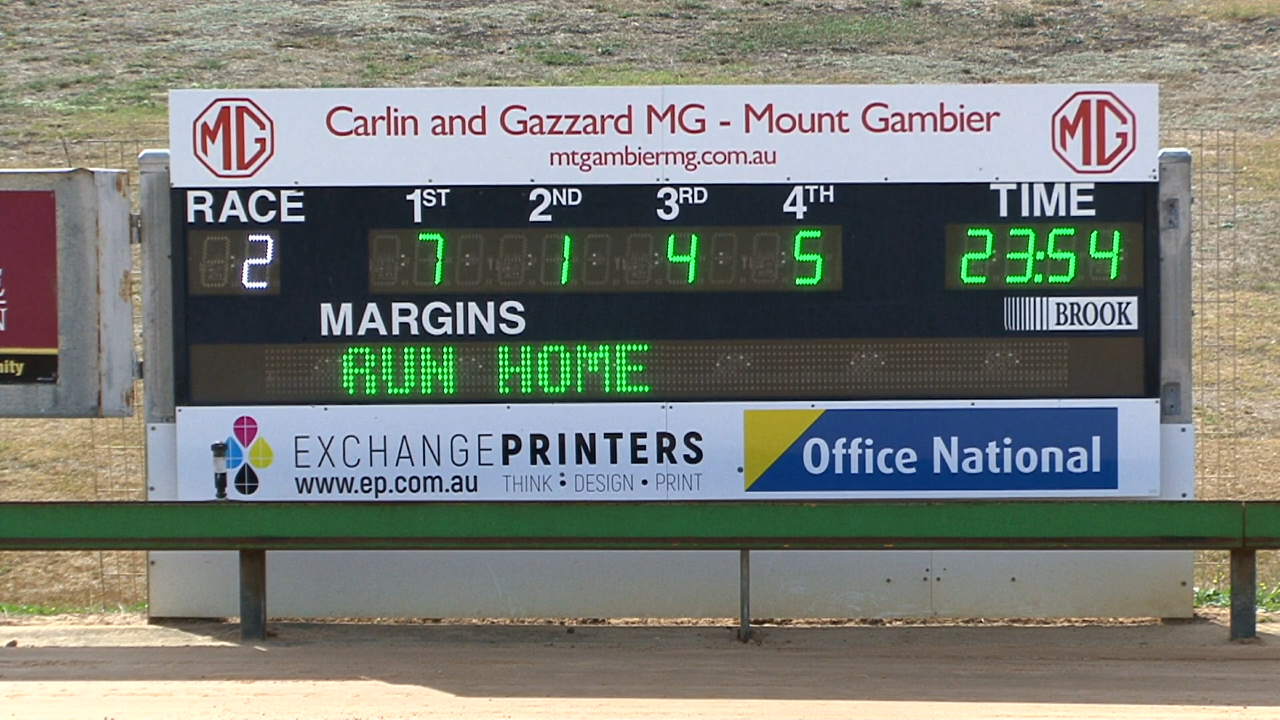 MG Carlin and Gazzard MG - Mount Gambier MG
mtgambiermg.com.au
RACE 1ST 2ND 3RD 4TH TIME
2 7 1 4 5 23:54
MARGINS
BROOK
RUN HOME
EXCHANGEPRINTERS
www.ep.com.au THINK : DESIGN • PRINT
Office National